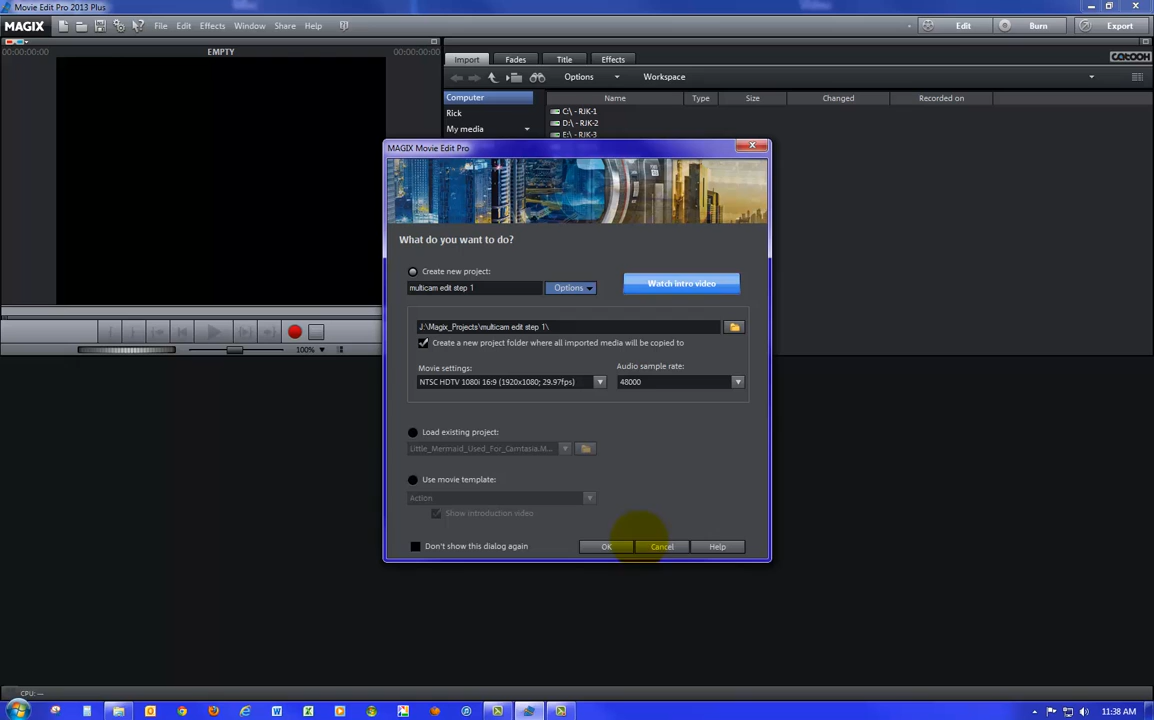 Movie Edit Pro 2013 Plus
MAGIX File Edit Effects Window Share Help Edit Burn Export
00:00:00:00 EMPTY 00:00:00:00
Import Fades Title Effects CATOOH
Options Workspace
Computer Name Type Size Changed Recorded on
Rick
My media
C:\ - RJK-1
D:\ - RJK-2
E:\ - RJK-3
MAGIX Movie Edit Pro
What do you want to do?
Create new project:
multicam edit step 1 Options Watch intro video
J:\Magix_Projects\multicam edit step 1\
Create a new project folder where all imported media will be copied to
Movie settings: Audio sample rate:
NTSC HDTV 1080i 16:9 (1920x1080; 29.97fps) 48000
Load existing project:
Little_Mermaid_Used_For_Camtasia.M...
Use movie template:
Action
Show introduction video
Don't show this dialog again OK Cancel Help
100%
CPU: ---
11:38 AM